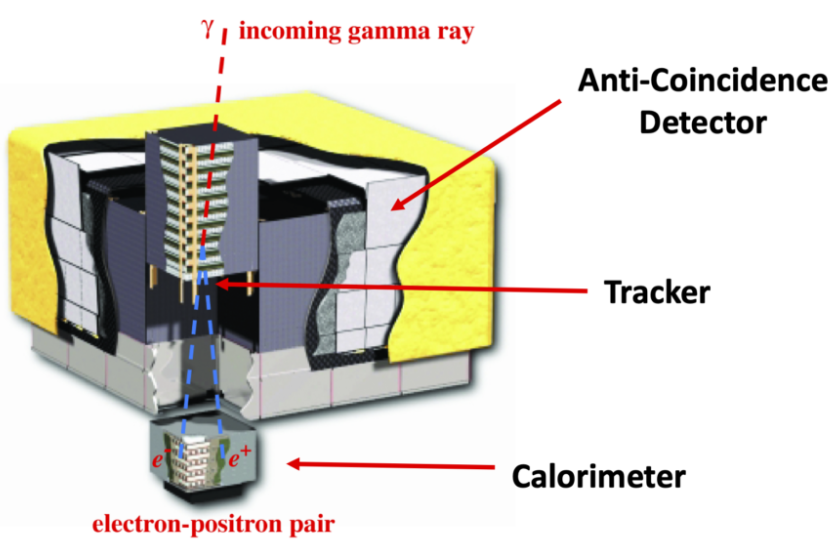 γ incoming gamma ray
Anti-Coincidence
Detector
Tracker
e⁻ e⁺
Calorimeter
electron-positron pair